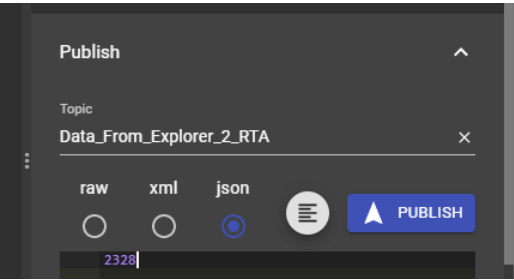 Publish
Topic
Data_From_Explorer_2_RTA
raw xml json
PUBLISH
2328